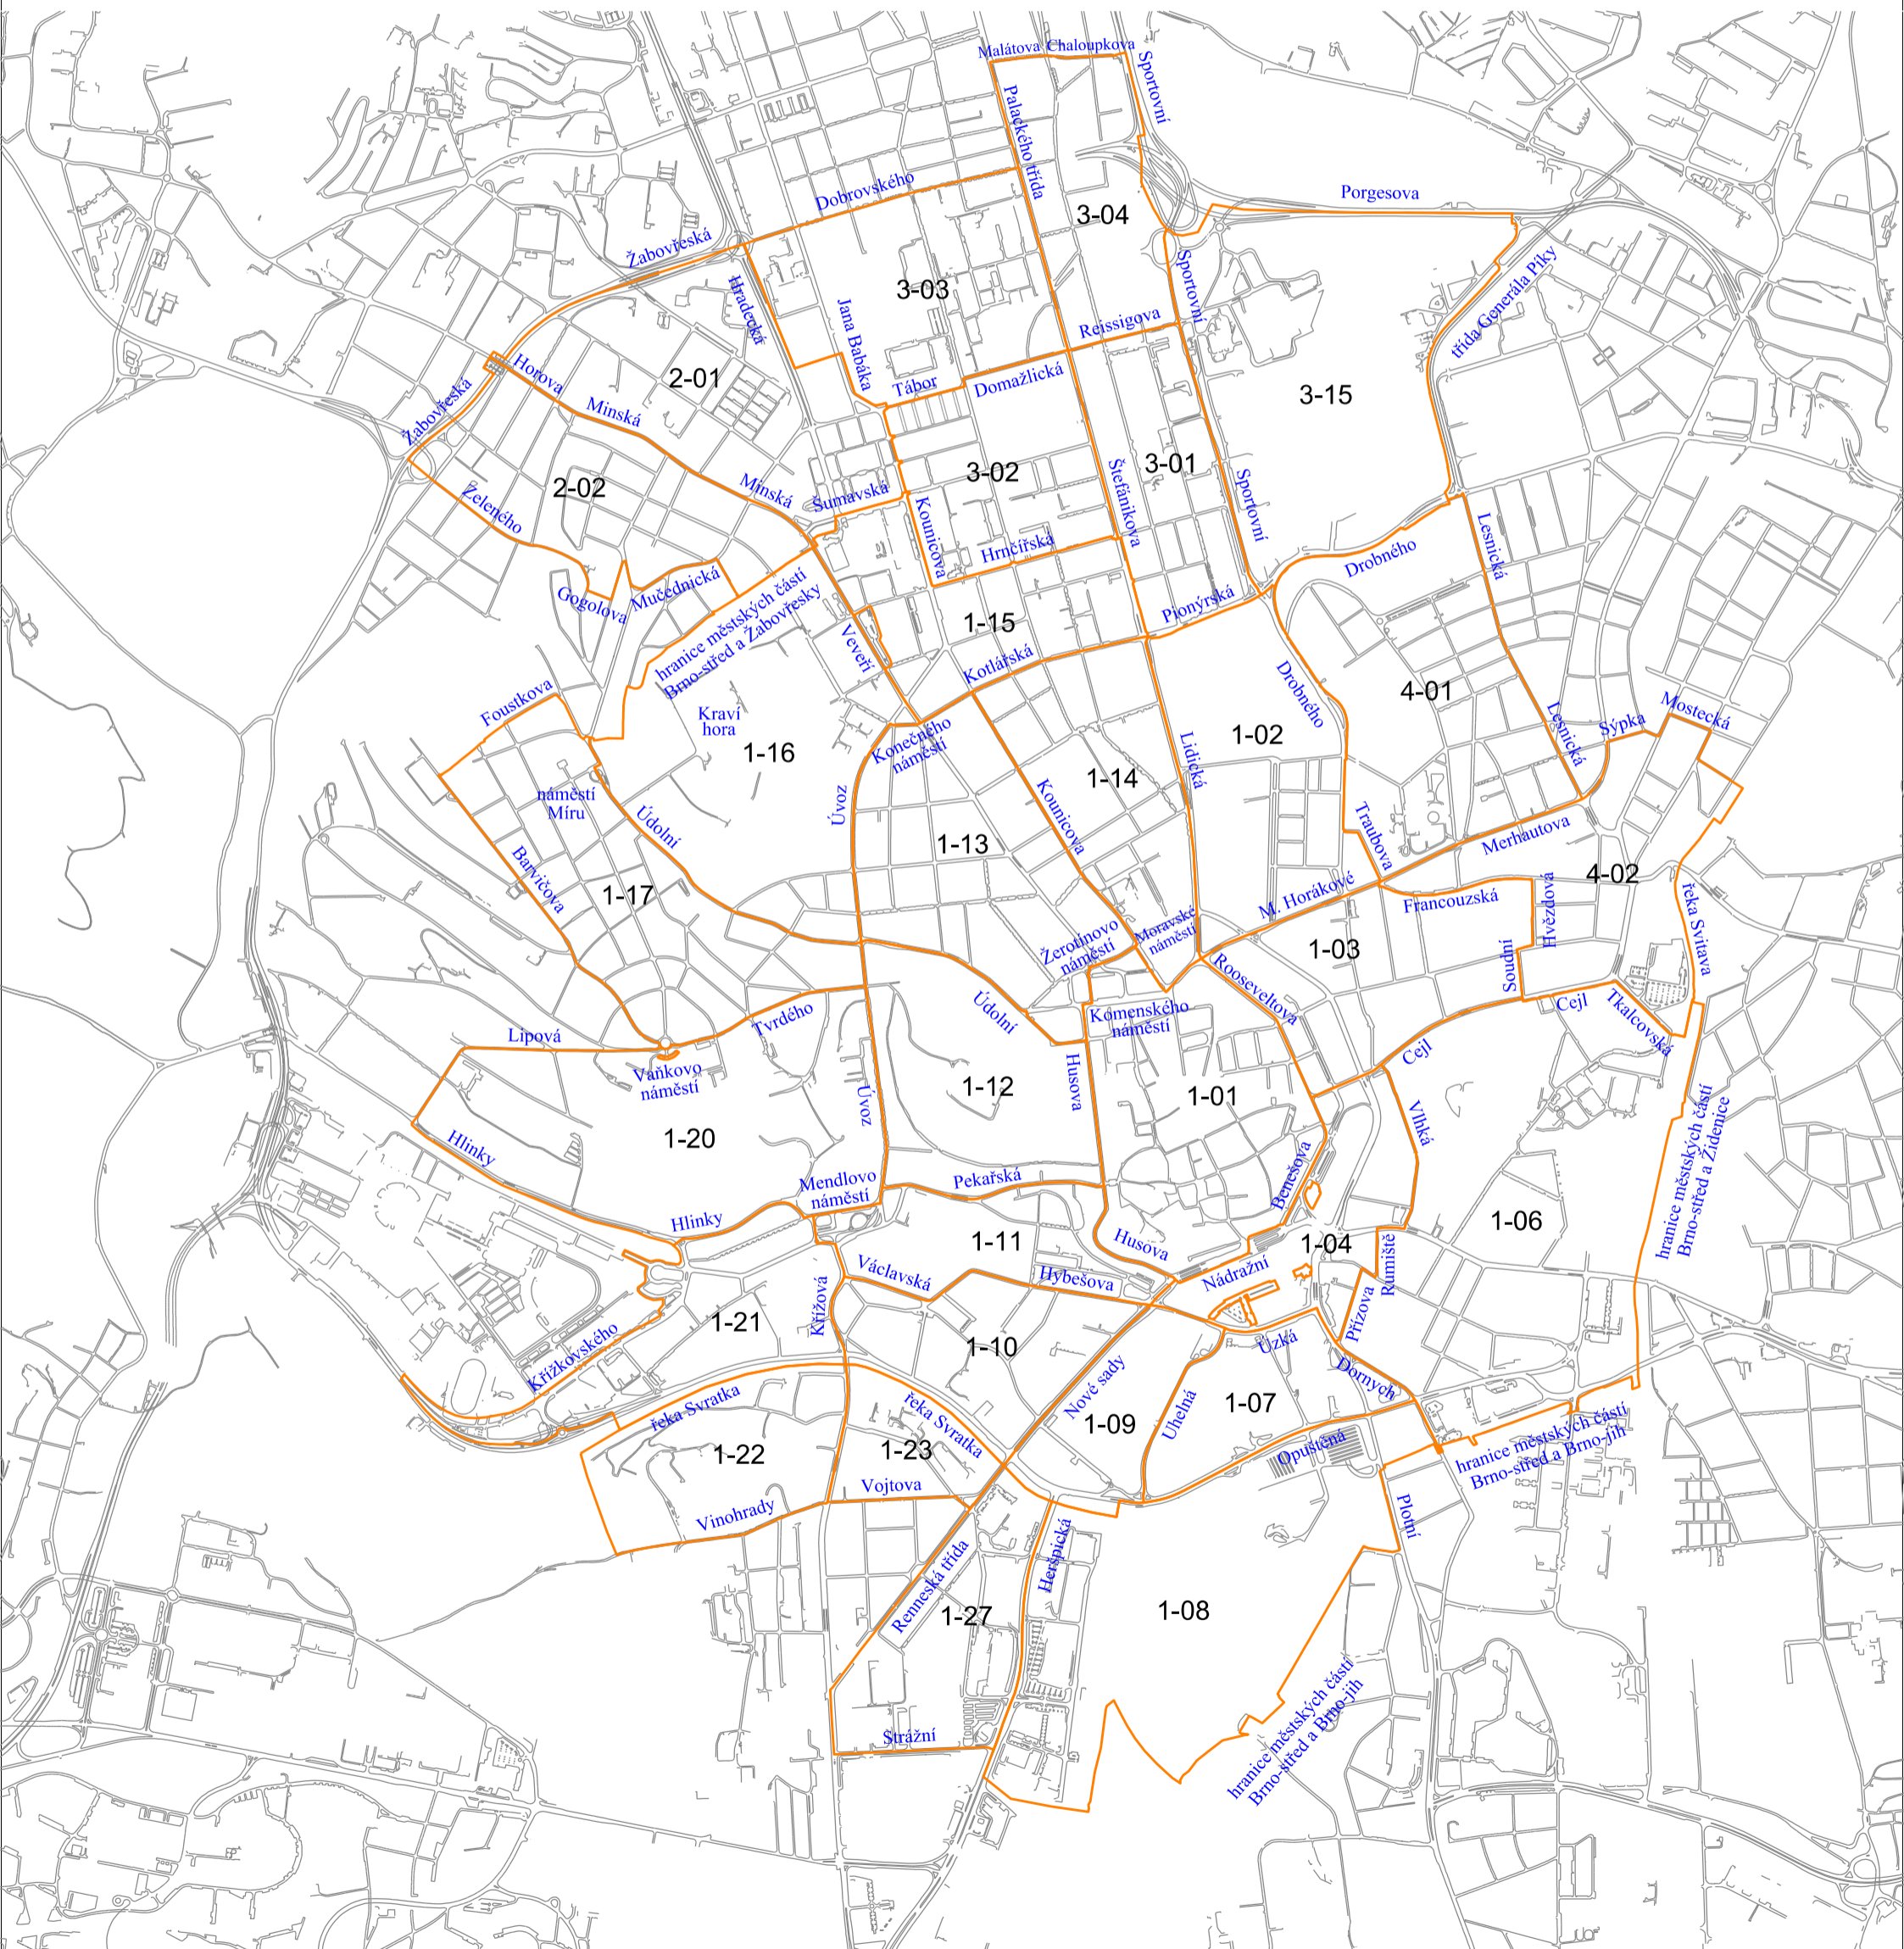 Malátova Chaloupkova
Sportovní
Palackého třída
Dobrovského
Porgesova
3-04
Žabovřeská
Hradecká
3-03
Jana Babáka
Sportovní
třída Generála Píky
Reissigova
Horova
2-01
Tábor
Domažlická
3-15
Žabovřeská
Minská
Zeleného
2-02
Minská
Šumavská
3-02
Štefánikova
3-01
Sportovní
Kounicova
Hrnčířská
Drobného
Lesnická
Gogolova
Mučednická
hranice městských částí
Brno-střed a Žabovřesky
Veveří
1-15
Pionýrská
Kotlářská
Foustkova
Kraví
hora
1-16
Konečného
náměstí
Lidická
1-02
Drobného
4-01
Lesnická
Sýpka
Mostecká
náměstí
Míru
Údolní
Úvoz
1-13
Kounicova
1-14
Traubova
Merhautova
Barvičova
1-17
4-02
M. Horákové
Francouzská
Hvězdová
řeka Svitava
Žerotínovo
náměstí
Moravské
náměstí
1-03
Rooseveltova
Soudní
Lipová
Tvrdého
Údolní
Komenského
náměstí
Cejl
Tkalcovská
Cejl
Vaňkovo
náměstí
1-12
Husova
1-01
Úvoz
Vlhká
hranice městských částí
Brno-střed a Židenice
Hlinky
1-20
Mendlovo
náměstí
Pekařská
Benešova
1-06
Hlinky
1-11
Husova
1-04
Rumiště
Nádražní
Václavská
Hybešova
Křížová
1-21
Křížkovského
1-10
Úzká
Přízova
Dornych
Nové sady
řeka Svratka
řeka Svratka
1-09
Uhelná
1-07
Opuštěná
hranice městských částí
Brno-střed a Brno-jih
1-22
1-23
Vojtova
Vinohrady
Heršpická
Plotní
Renneská třída
1-27
1-08
Strážní
hranice městských částí
Brno-střed a Brno-jih